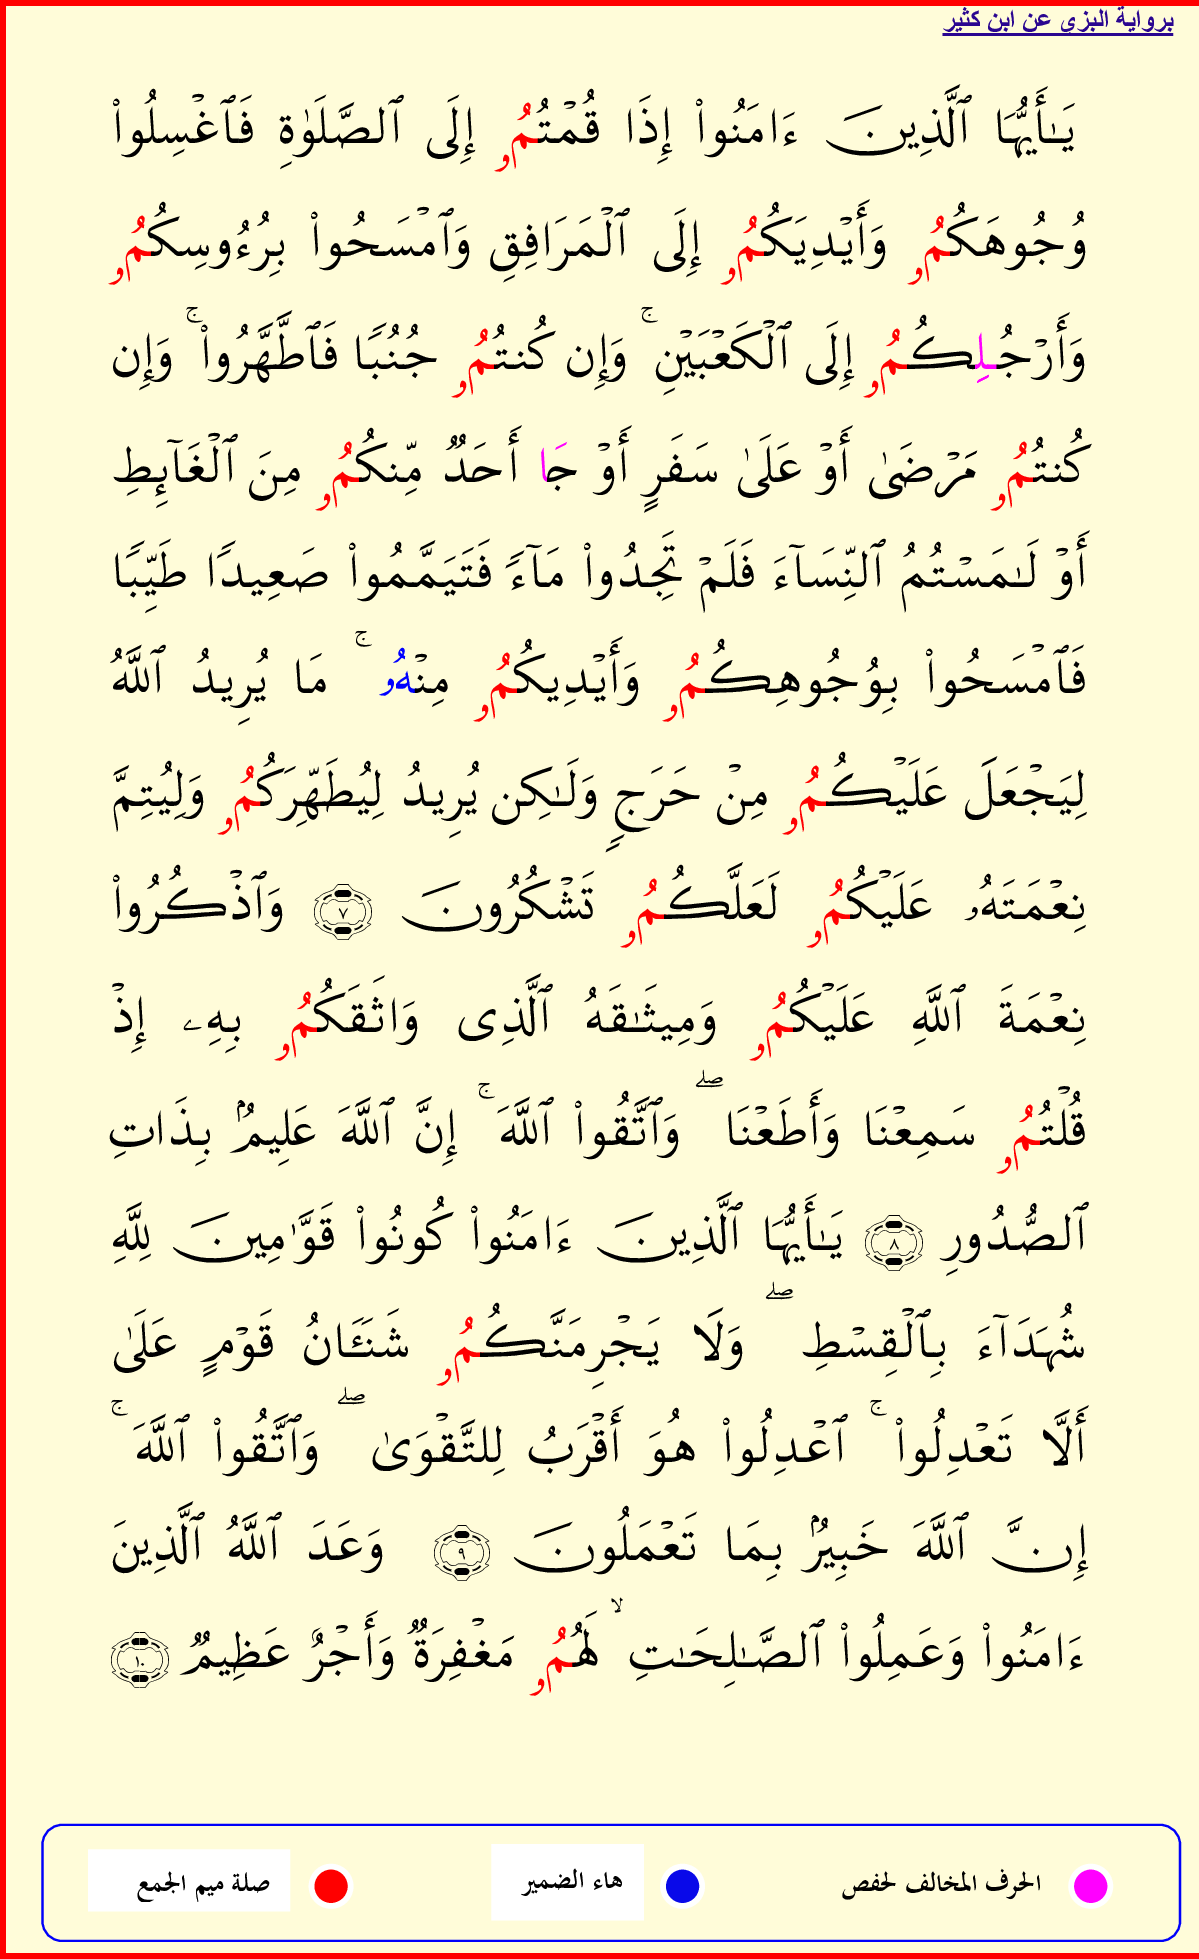 برواية البزي عن ابن كثير
يَـٰٓأَيُّهَا ٱلَّذِينَ ءَامَنُوا۟ إِذَا قُمۡتُمُۥ إِلَى ٱلصَّلَوٰةِ فَٱغۡسِلُوا۟
وُجُوهَكُمُۥ وَأَيۡدِيَكُمُۥ إِلَى ٱلۡمَرَافِقِ وَٱمۡسَحُوا۟ بِرُءُوسِكُمُۥ
وَأَرۡجُلِكُمُۥ إِلَى ٱلۡكَعۡبَيۡنِ ۚ وَإِن كُنتُمُۥ جُنُبًا فَٱطَّهَّرُوا۟ ۚ وَإِن
كُنتُمُۥ مَرۡضَىٰ أَوۡ عَلَىٰ سَفَرٍ أَوۡ جَا أَحَدٌ مِّنكُمُۥ مِنَ ٱلۡغَآئِطِ
أَوۡ لَـٰمَسۡتُمُ ٱلنِّسَآءَ فَلَمۡ تَجِدُوا۟ مَآءً فَتَيَمَّمُوا۟ صَعِيدًا طَيِّبًا
فَٱمۡسَحُوا۟ بِوُجُوهِكُمُۥ وَأَيۡدِيكُمُۥ مِنۡهُۥ ۚ مَا يُرِيدُ ٱللَّهُ
لِيَجۡعَلَ عَلَيۡكُمُۥ مِنۡ حَرَجٍ وَلَـٰكِن يُرِيدُ لِيُطَهِّرَكُمُۥ وَلِيُتِمَّ
نِعۡمَتَهُۥ عَلَيۡكُمُۥ لَعَلَّكُمُۥ تَشۡكُرُونَ ٧ وَٱذۡكُرُوا۟
نِعۡمَةَ ٱللَّهِ عَلَيۡكُمُۥ وَمِيثَـٰقَهُ ٱلَّذِى وَاثَقَكُمُۥ بِهِۦ إِذۡ
قُلۡتُمُۥ سَمِعۡنَا وَأَطَعۡنَا ۖ وَٱتَّقُوا۟ ٱللَّهَ ۚ إِنَّ ٱللَّهَ عَلِيمُۢ بِذَاتِ
ٱلصُّدُورِ ٨ يَـٰٓأَيُّهَا ٱلَّذِينَ ءَامَنُوا۟ كُونُوا۟ قَوَّٰمِينَ لِلَّهِ
شُهَدَآءَ بِٱلۡقِسۡطِ ۖ وَلَا يَجۡرِمَنَّكُمُۥ شَنَـَٔانُ قَوۡمٍ عَلَىٰ
أَلَّا تَعۡدِلُوا۟ ۚ ٱعۡدِلُوا۟ هُوَ أَقۡرَبُ لِلتَّقۡوَىٰ ۖ وَٱتَّقُوا۟ ٱللَّهَ ۚ
إِنَّ ٱللَّهَ خَبِيرُۢ بِمَا تَعۡمَلُونَ ٩ وَعَدَ ٱللَّهُ ٱلَّذِينَ
ءَامَنُوا۟ وَعَمِلُوا۟ ٱلصَّـٰلِحَـٰتِ ۙ لَهُمُۥ مَغۡفِرَةٌ وَأَجۡرٌ عَظِيمٌ ١٠
الحرف المخالف لحفص هاء الضمير صلة ميم الجمع